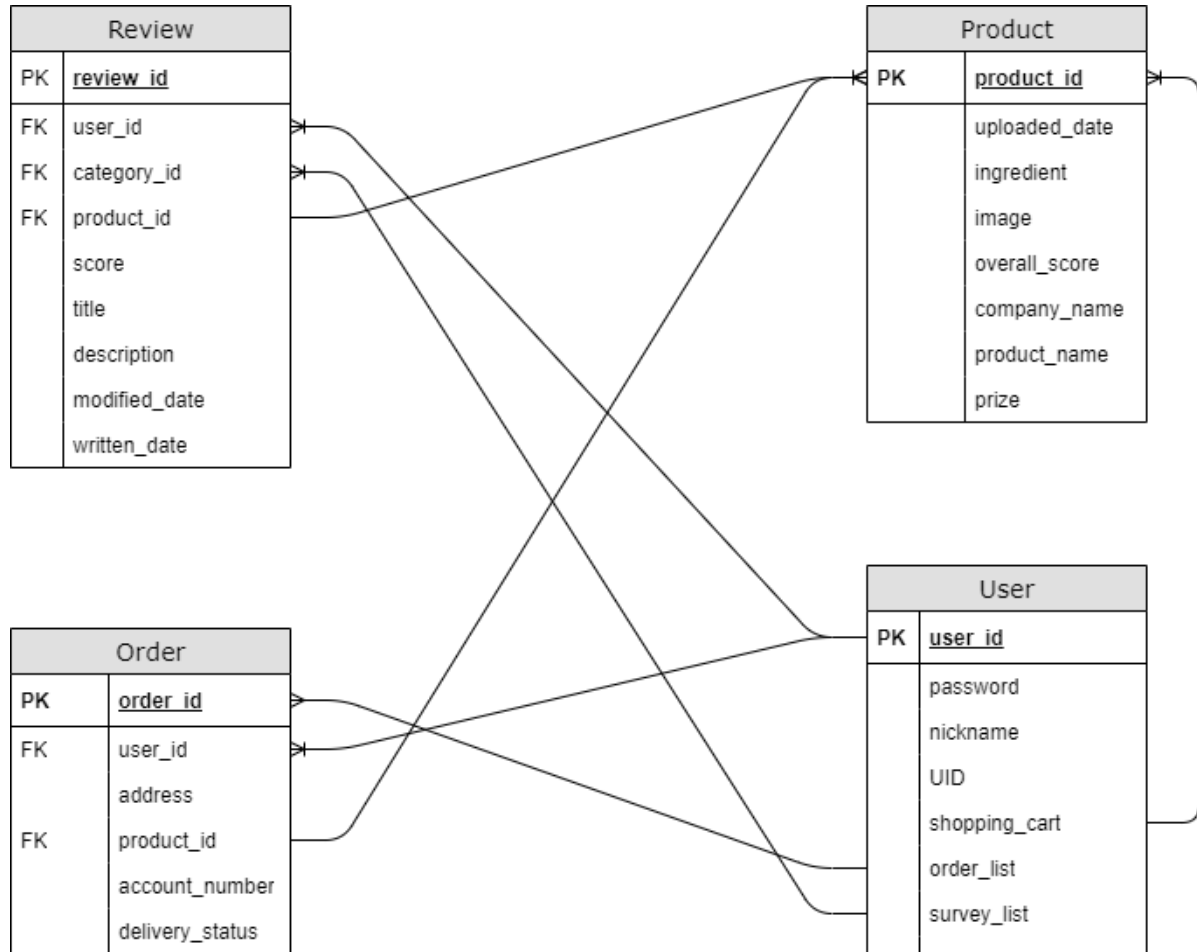 Review
PK review_id
FK user_id
FK category_id
FK product_id
score
title
description
modified_date
written_date
Product
PK product_id
uploaded_date
ingredient
image
overall_score
company_name
product_name
prize
Order
PK order_id
FK user_id
address
FK product_id
account_number
delivery_status
User
PK user_id
password
nickname
UID
shopping_cart
order_list
survey_list